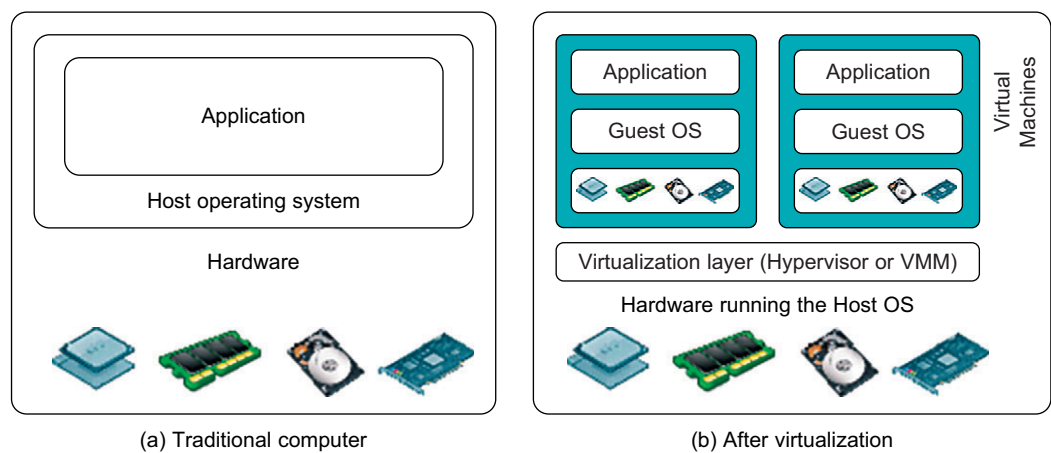 Application
Host operating system
Hardware
(a) Traditional computer
Application
Guest OS
Application
Guest OS
Virtual
Machines
Virtualization layer (Hypervisor or VMM)
Hardware running the Host OS
(b) After virtualization